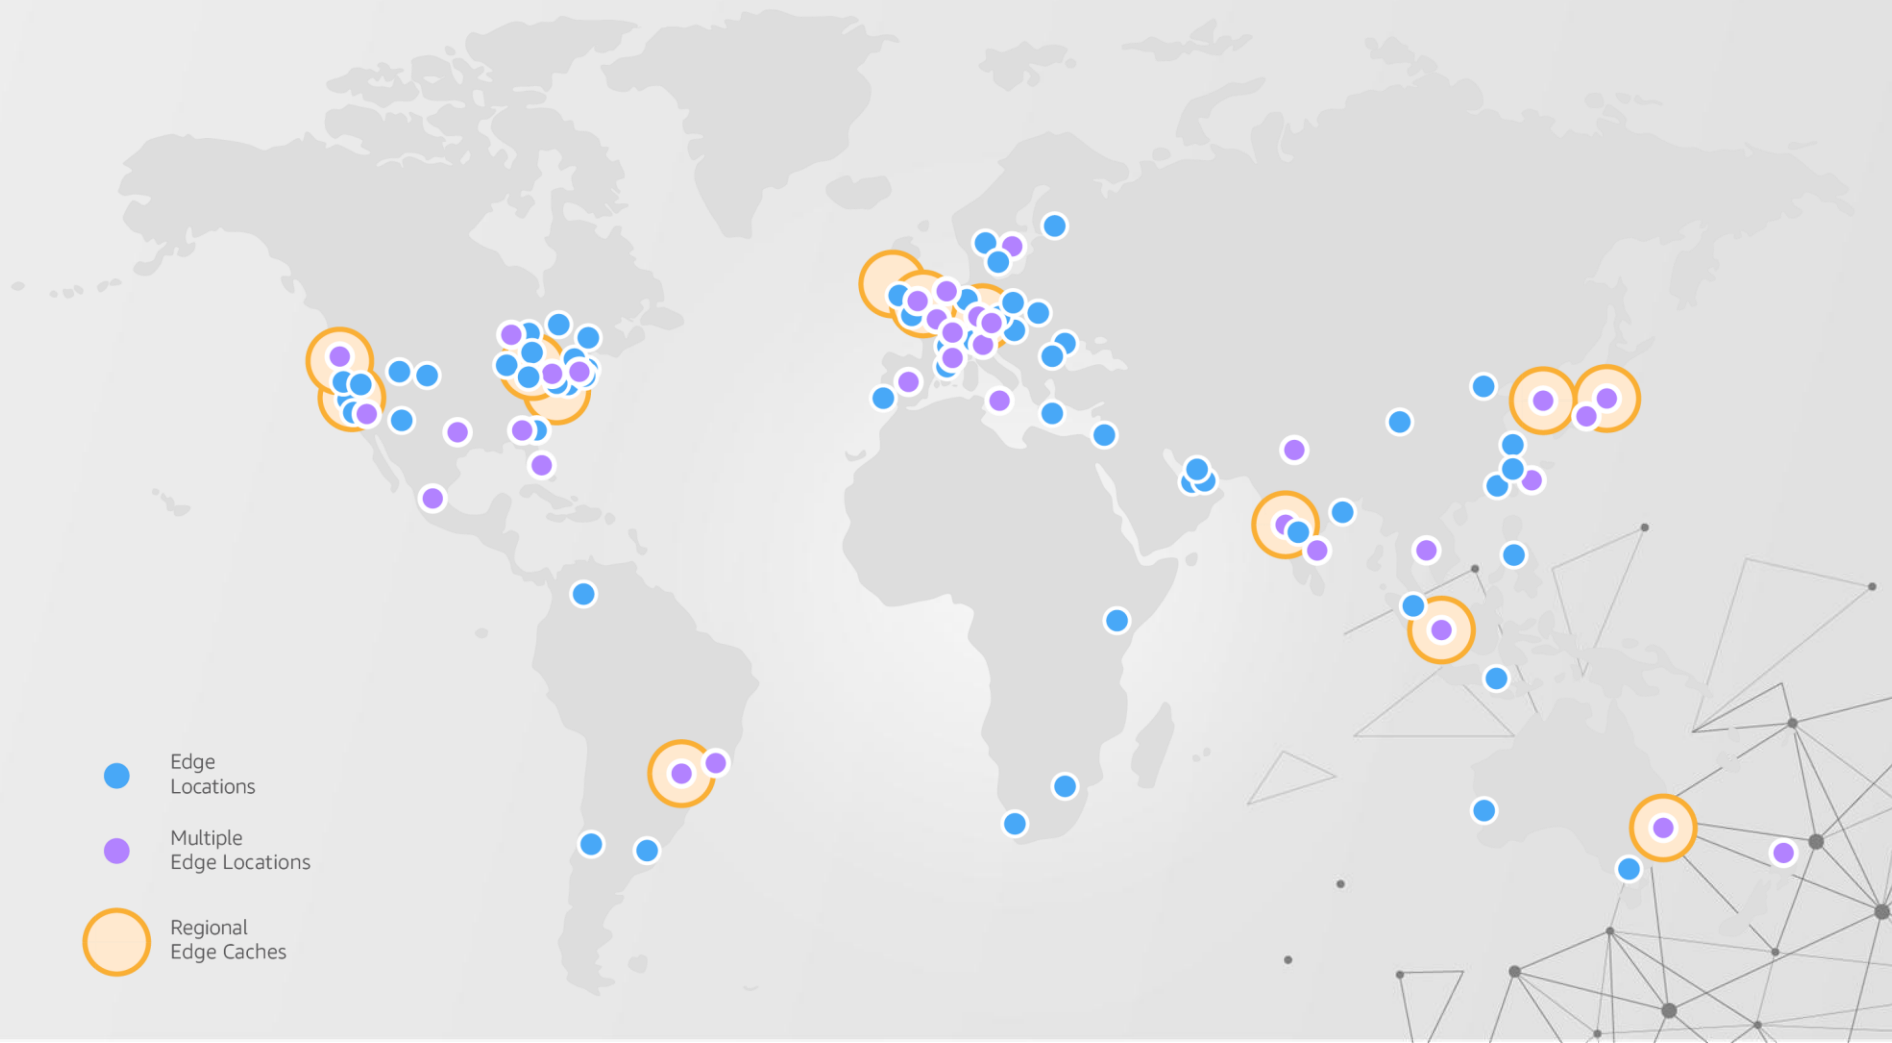 Edge
Locations
Multiple
Edge Locations
Regional
Edge Caches